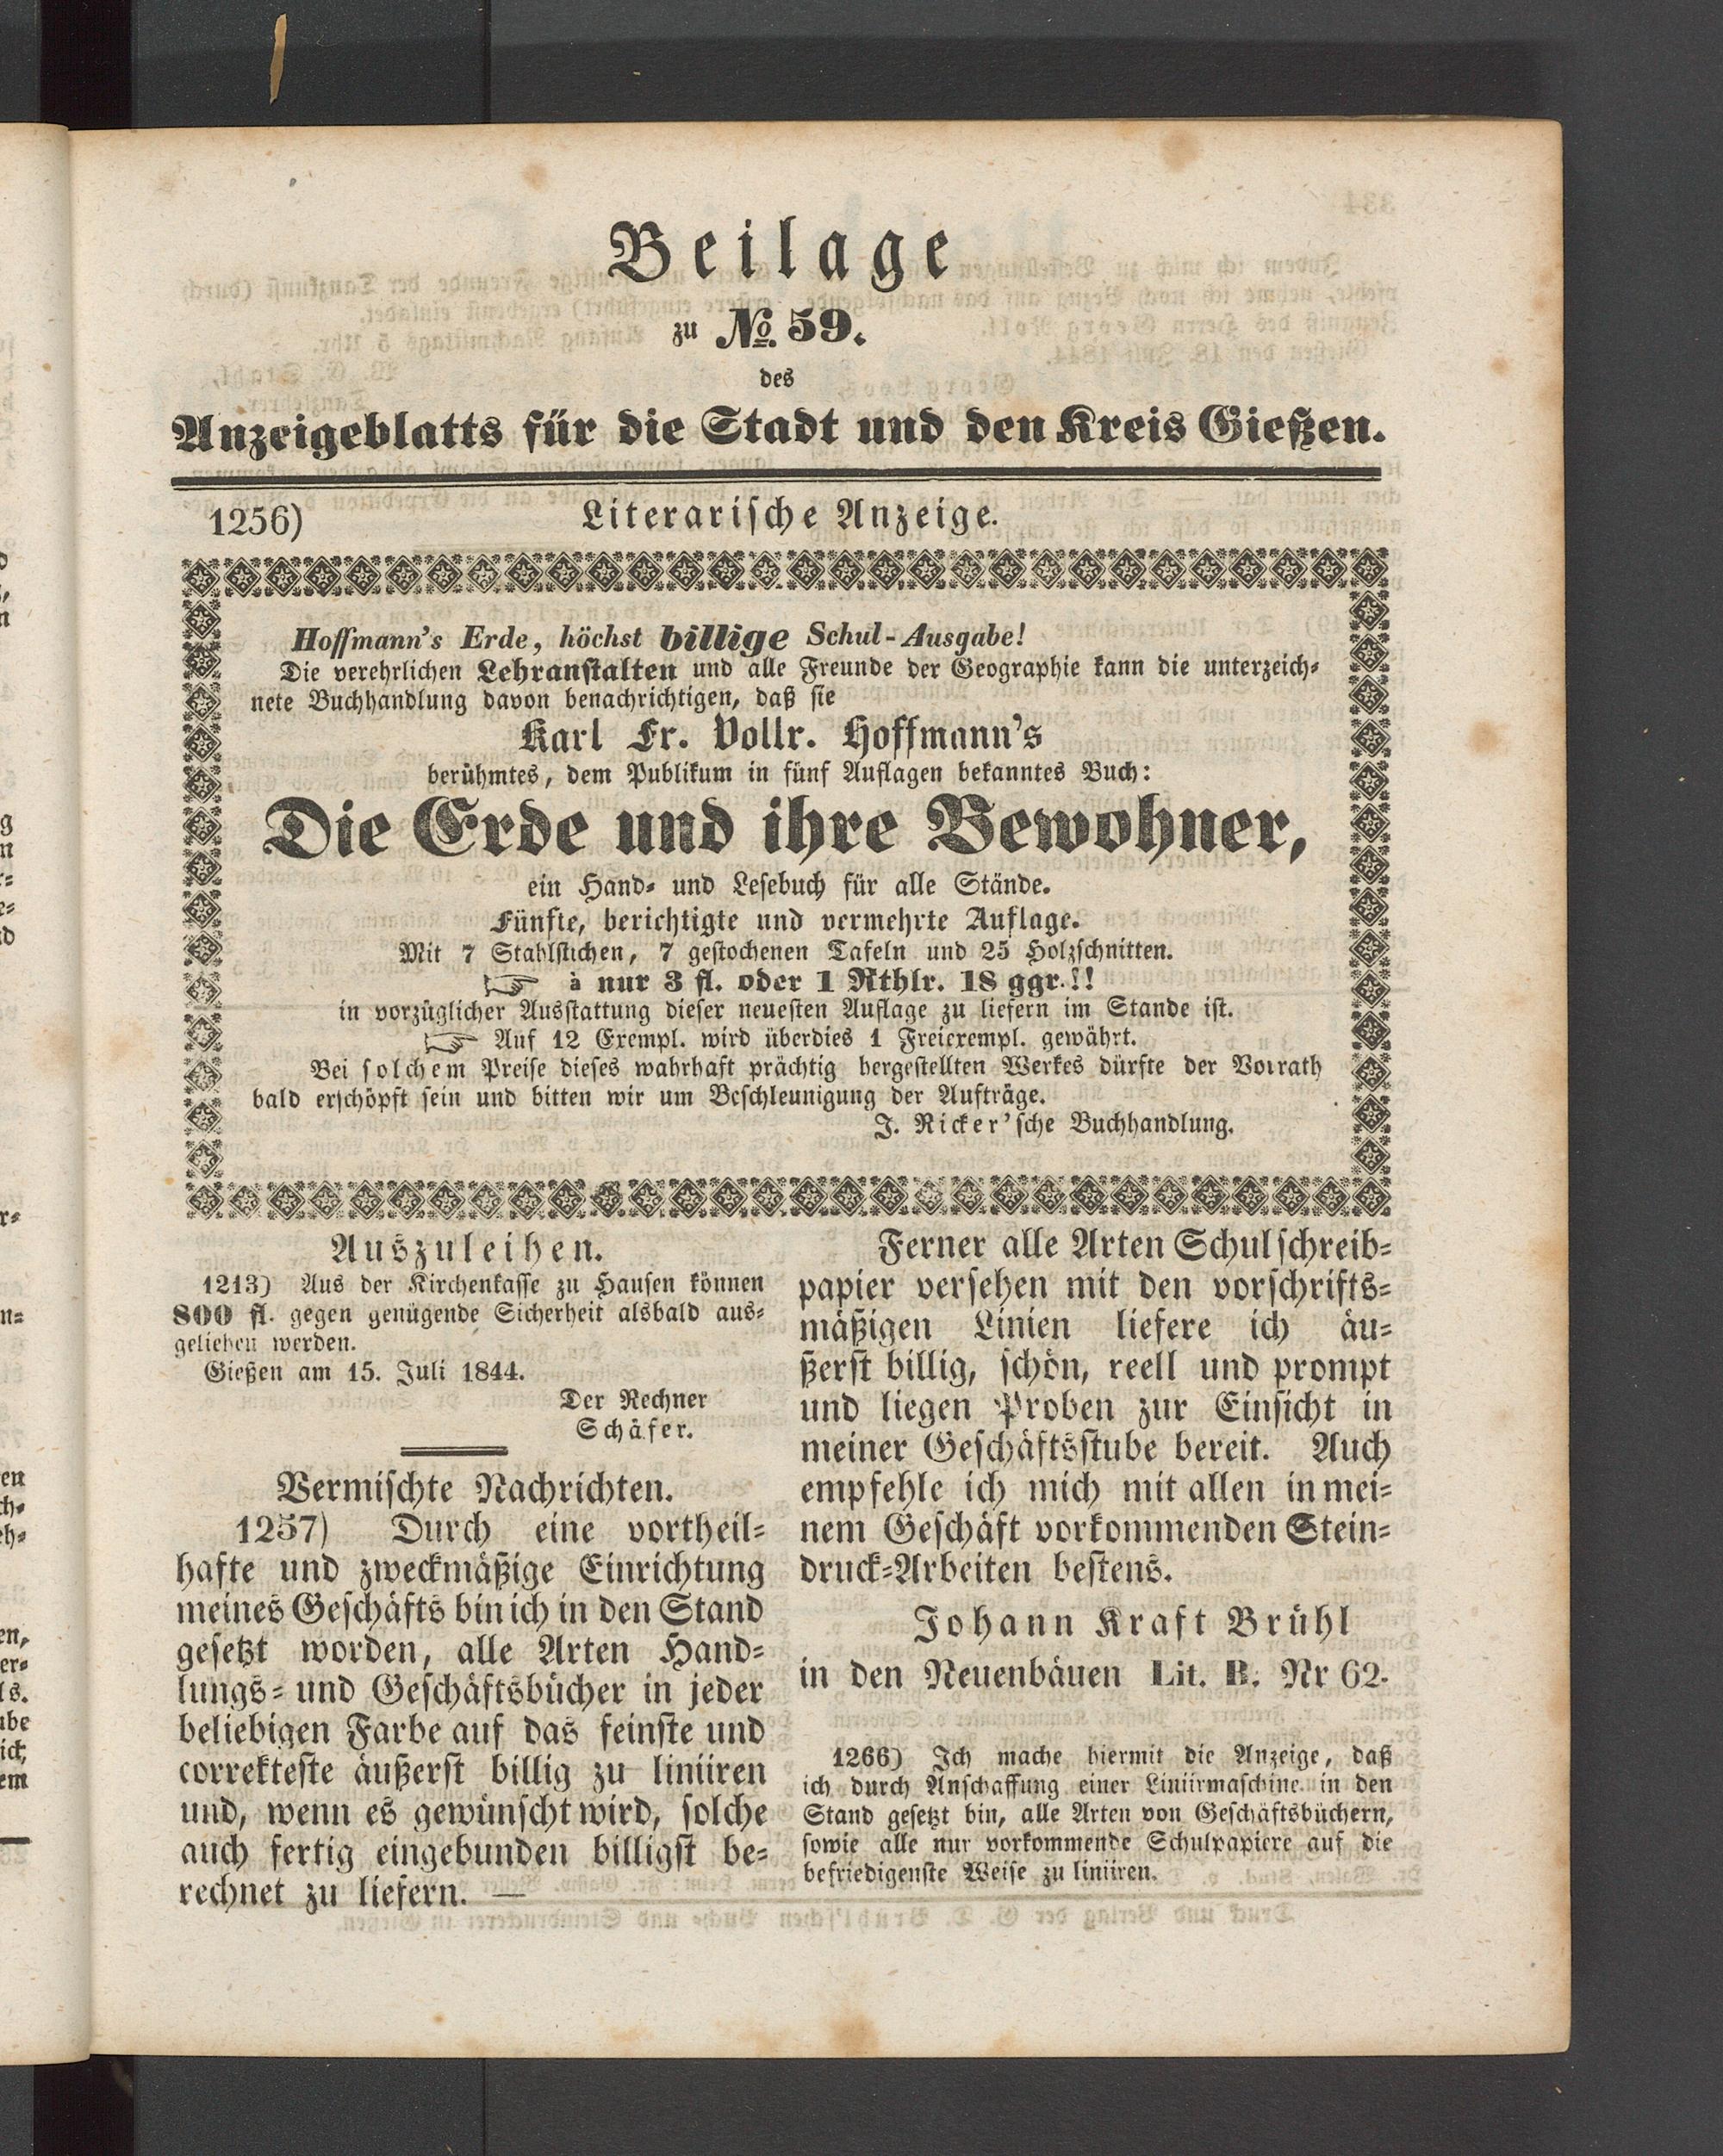 Beilage
zu No. 59.
des
Anzeigeblatts für die Stadt und den Kreis Gießen.
1256) Literarische Anzeige.
Hoffmann's Erde, höchst billige Schul-Ausgabe!
Die verehrlichen Lehranstalten und alle Freunde der Geographie kann die unterzeich-
nete Buchhandlung davon benachrichtigen, daß sie
Karl Fr. Vollr. Hoffmann's
berühmtes, dem Publikum in fünf Auflagen bekanntes Buch:
Die Erde und ihre Bewohner,
ein Hand- und Lesebuch für alle Stände.
Fünfte, berichtigte und vermehrte Auflage.
Mit 7 Stahlstichen, 7 gestochenen Tafeln und 25 Holzschnitten.
☞ à nur 3 fl. oder 1 Rthlr. 18 ggr.!!
in vorzüglicher Ausstattung dieser neuesten Auflage zu liefern im Stande ist.
☞ Auf 12 Exempl. wird überdies 1 Freiexempl. gewährt.
Bei solchem Preise dieses wahrhaft prächtig hergestellten Werkes dürfte der Vorrath
bald erschöpft sein und bitten wir um Beschleunigung der Aufträge.
J. Ricker'sche Buchhandlung.
Auszuleihen.
1213) Aus der Kirchenkasse zu Hausen können
800 fl. gegen genügende Sicherheit alsbald aus-
geliehen werden.
Gießen am 15. Juli 1844.
Der Rechner
Schäfer.
Vermischte Nachrichten.
1257) Durch eine vortheil-
hafte und zweckmäßige Einrichtung
meines Geschäfts bin ich in den Stand
gesetzt worden, alle Arten Hand-
lungs- und Geschäftsbücher in jeder
beliebigen Farbe auf das feinste und
correkteste äußerst billig zu liniiren
und, wenn es gewünscht wird, solche
auch fertig eingebunden billigst be-
rechnet zu liefern. —
Ferner alle Arten Schulschreib-
papier versehen mit den vorschrifts-
mäßigen Linien liefere ich äu-
ßerst billig, schön, reell und prompt
und liegen Proben zur Einsicht in
meiner Geschäftsstube bereit. Auch
empfehle ich mich mit allen in mei-
nem Geschäft vorkommenden Stein-
druck-Arbeiten bestens.
Johann Kraft Brühl
in den Neuenbäuen Lit. B. Nr 62.
1266) Ich mache hiermit die Anzeige, daß
ich durch Anschaffung einer Liniirmaschine in den
Stand gesetzt bin, alle Arten von Geschäftsbüchern,
sowie alle nur vorkommende Schulpapiere auf die
befriedigenste Weise zu liniiren.